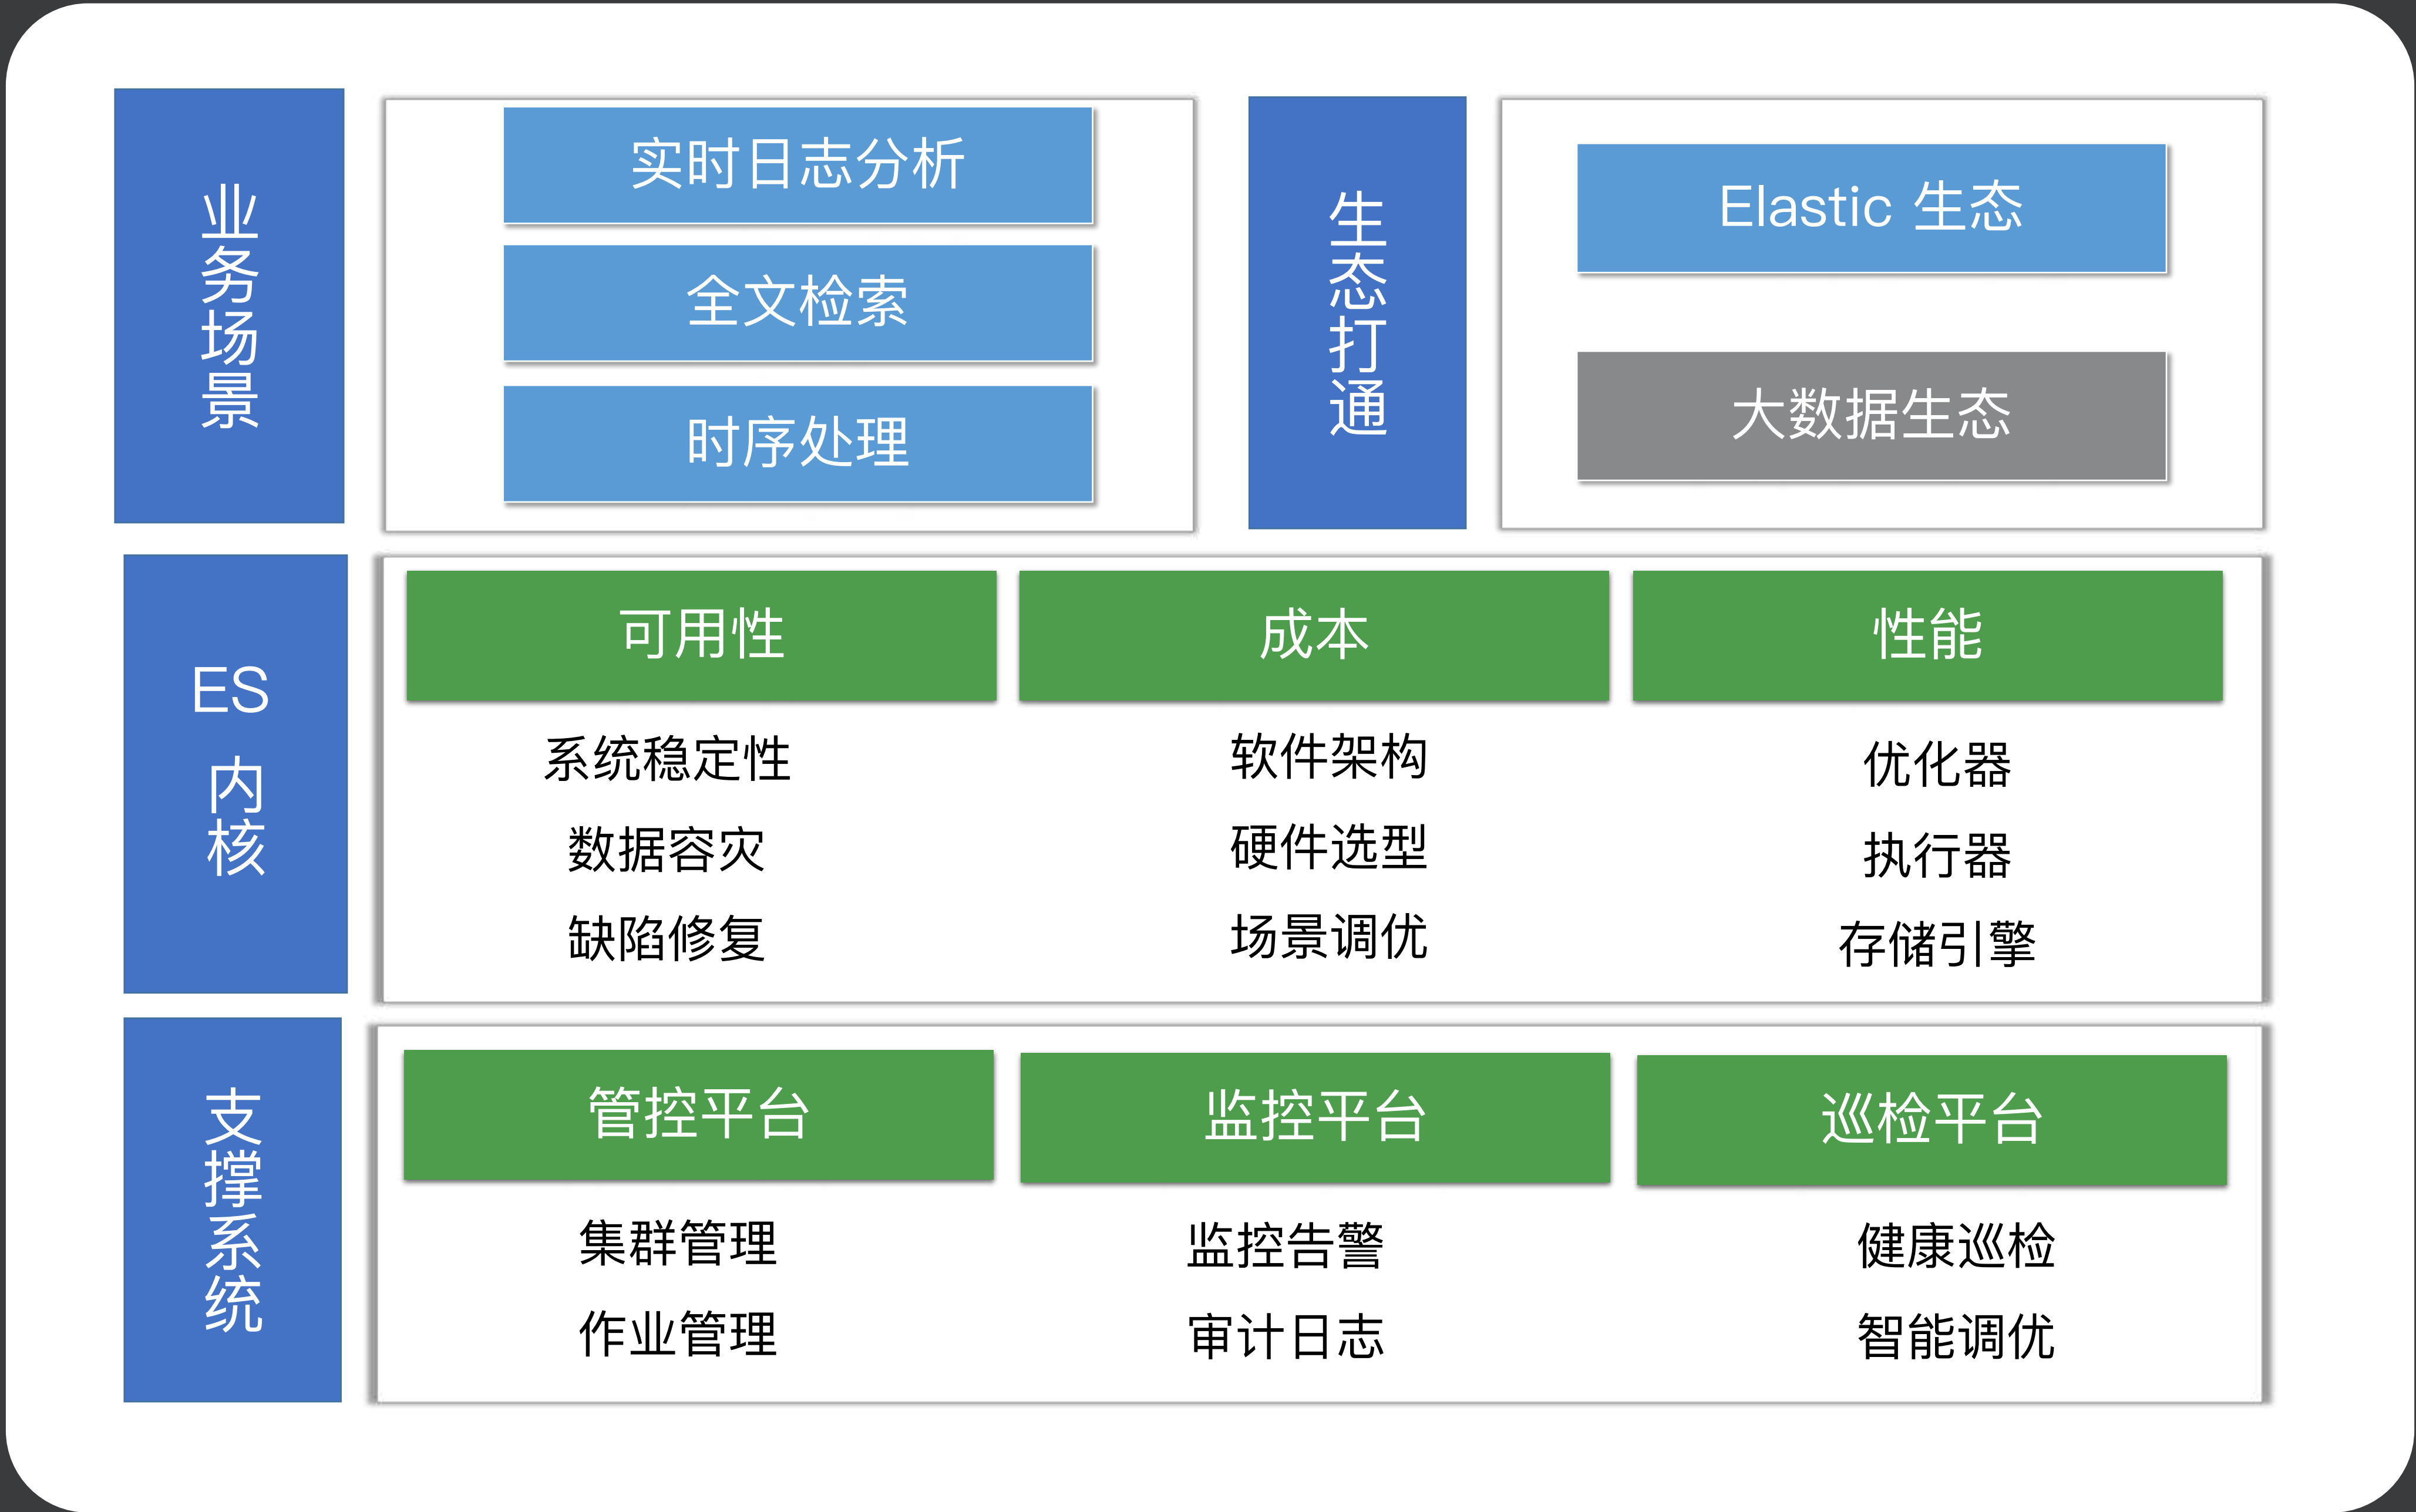 业务场景
实时日志分析
全文检索
时序处理
生态打通
Elastic 生态
大数据生态
ES
内核
可用性
系统稳定性
数据容灾
缺陷修复
成本
软件架构
硬件选型
场景调优
性能
优化器
执行器
存储引擎
支撑系统
管控平台
集群管理
作业管理
监控平台
监控告警
审计日志
巡检平台
健康巡检
智能调优